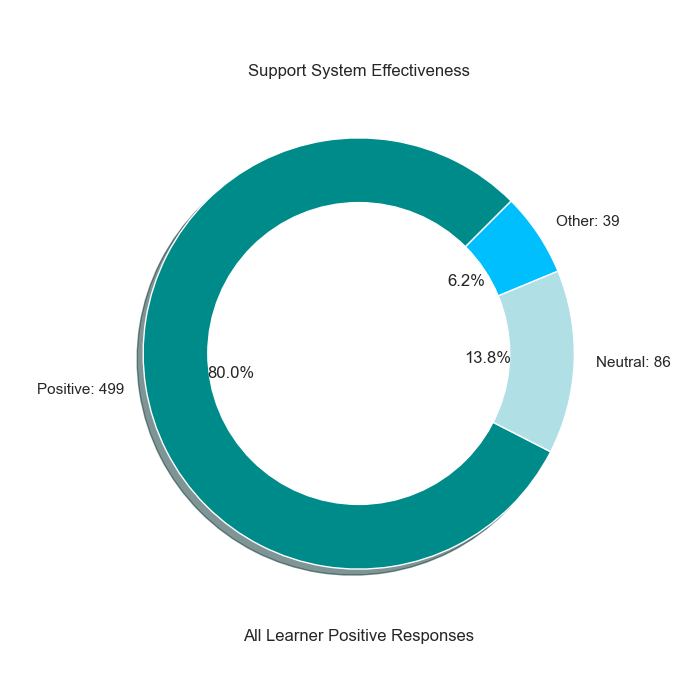 Support System Effectiveness
Other: 39
6.2%
13.8%
Neutral: 86
80.0%
Positive: 499
All Learner Positive Responses